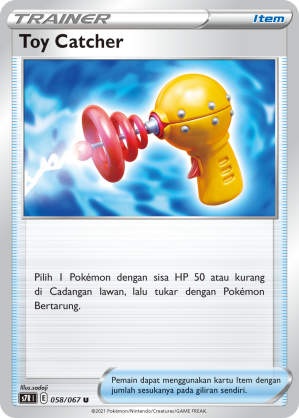 TRAINER Item
Toy Catcher
Pilih 1 Pokémon dengan sisa HP 50 atau kurang
di Cadangan lawan, lalu tukar dengan Pokémon
Bertarung.
Illus.sadaji
Pemain dapat menggunakan kartu Item dengan
jumlah sesukanya pada giliran sendiri.
S7R I E 058/067 U
©2021 Pokémon/Nintendo/Creatures/GAME FREAK.